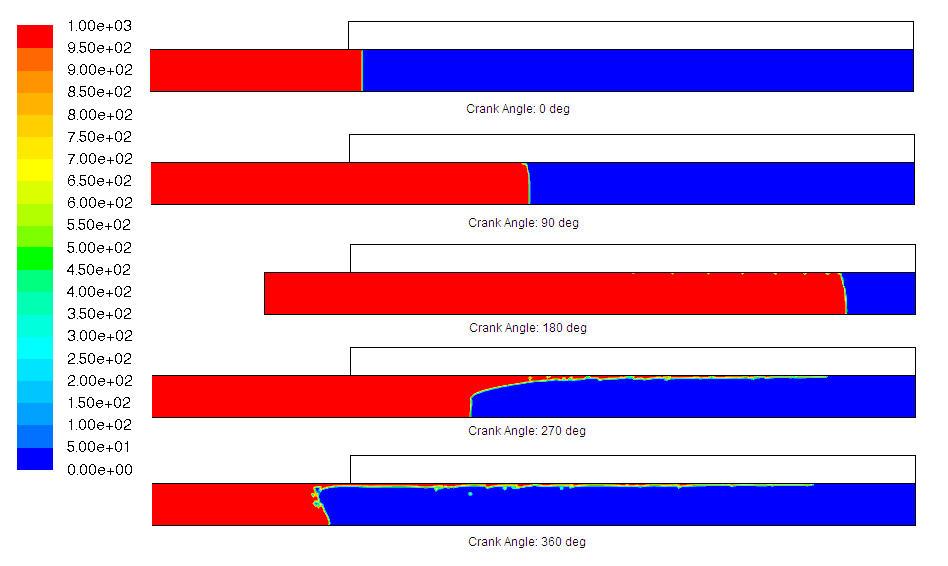 1.00e+03
9.50e+02
9.00e+02
8.50e+02
8.00e+02
7.50e+02
7.00e+02
6.50e+02
6.00e+02
5.50e+02
5.00e+02
4.50e+02
4.00e+02
3.50e+02
3.00e+02
2.50e+02
2.00e+02
1.50e+02
1.00e+02
5.00e+01
0.00e+00
Crank Angle: 0 deg
Crank Angle: 90 deg
Crank Angle: 180 deg
Crank Angle: 270 deg
Crank Angle: 360 deg